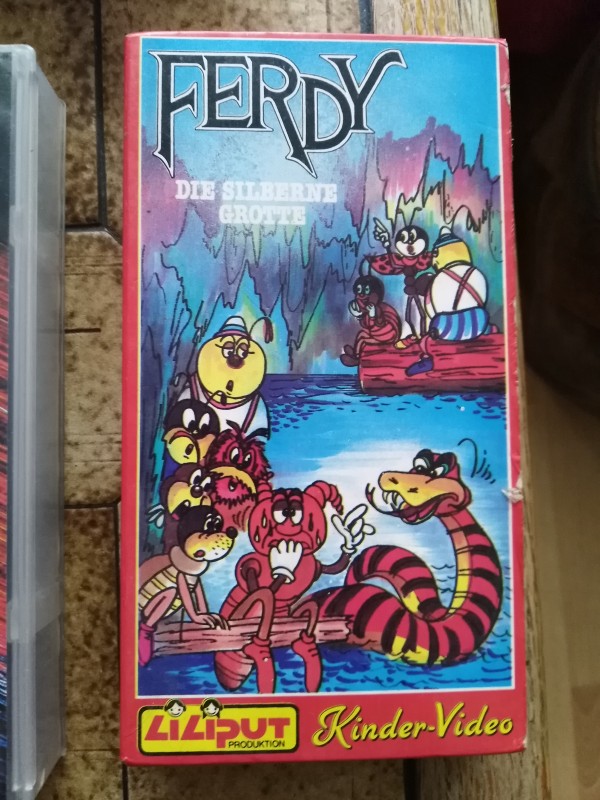 FERDY
DIE SILBERNE
GROTTE
LiLiPUT
PRODUKTION
Kinder-Video